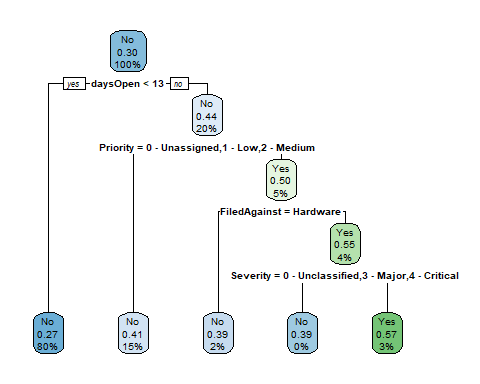 No
0.30
100%
yes daysOpen < 13 no
No
0.44
20%
Priority = 0 - Unassigned,1 - Low,2 - Medium
Yes
0.50
5%
FiledAgainst = Hardware
Yes
0.55
4%
Severity = 0 - Unclassified,3 - Major,4 - Critical
No
0.27
80%
No
0.41
15%
No
0.39
2%
No
0.39
0%
Yes
0.57
3%